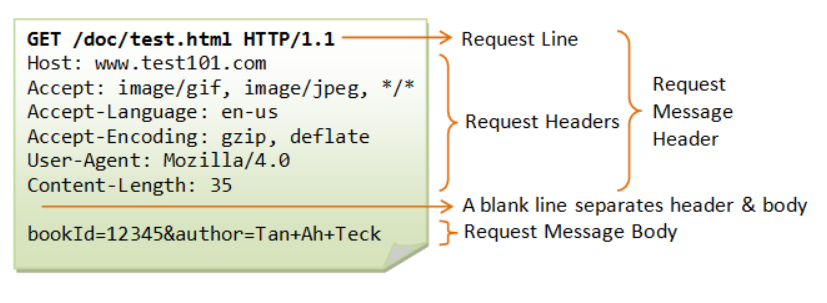 GET /doc/test.html HTTP/1.1
Host: www.test101.com
Accept: image/gif, image/jpeg, */*
Accept-Language: en-us
Accept-Encoding: gzip, deflate
User-Agent: Mozilla/4.0
Content-Length: 35
bookId=12345&author=Tan+Ah+Teck
Request Line
Request Headers
Request
Message
Header
A blank line separates header & body
Request Message Body